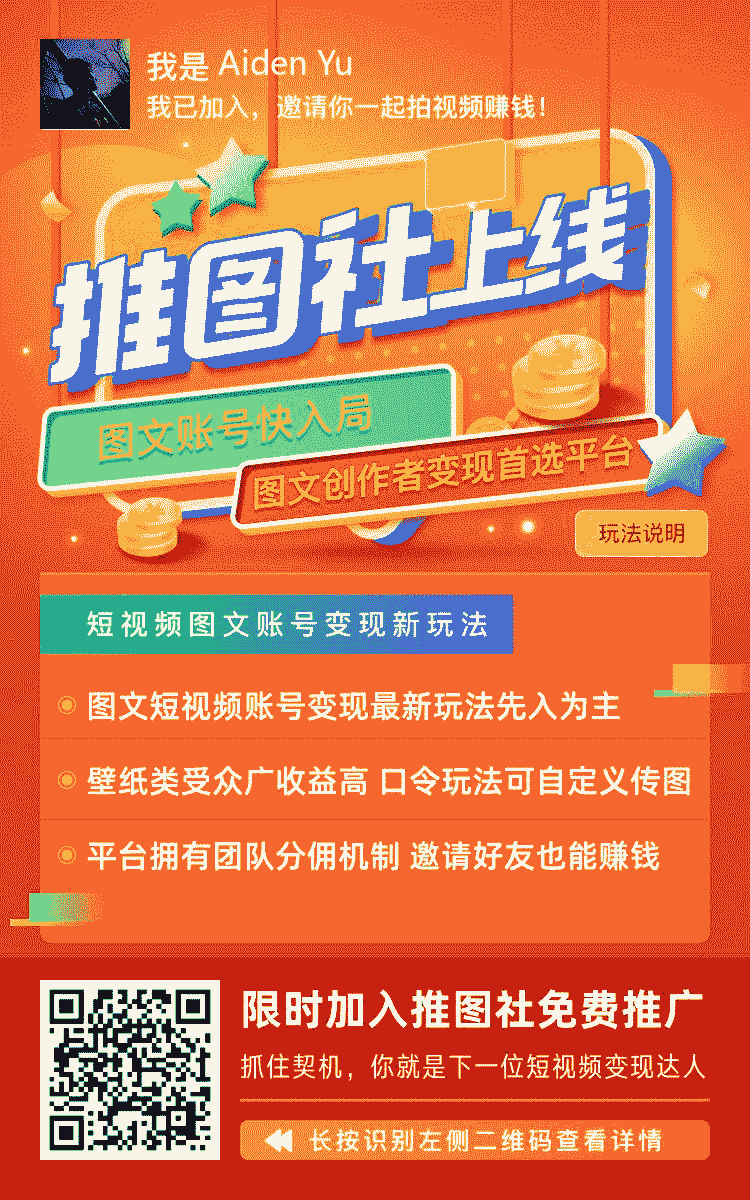 我是 Aiden Yu
我已加入，邀请你一起拍视频赚钱！
推图社上线
图文账号快入局
图文创作者变现首选平台
玩法说明
短视频图文账号变现新玩法
图文短视频账号变现最新玩法先入为主
壁纸类受众广收益高 口令玩法可自定义传图
平台拥有团队分佣机制 邀请好友也能赚钱
限时加入推图社免费推广
抓住契机，你就是下一位短视频变现达人
长按识别左侧二维码查看详情